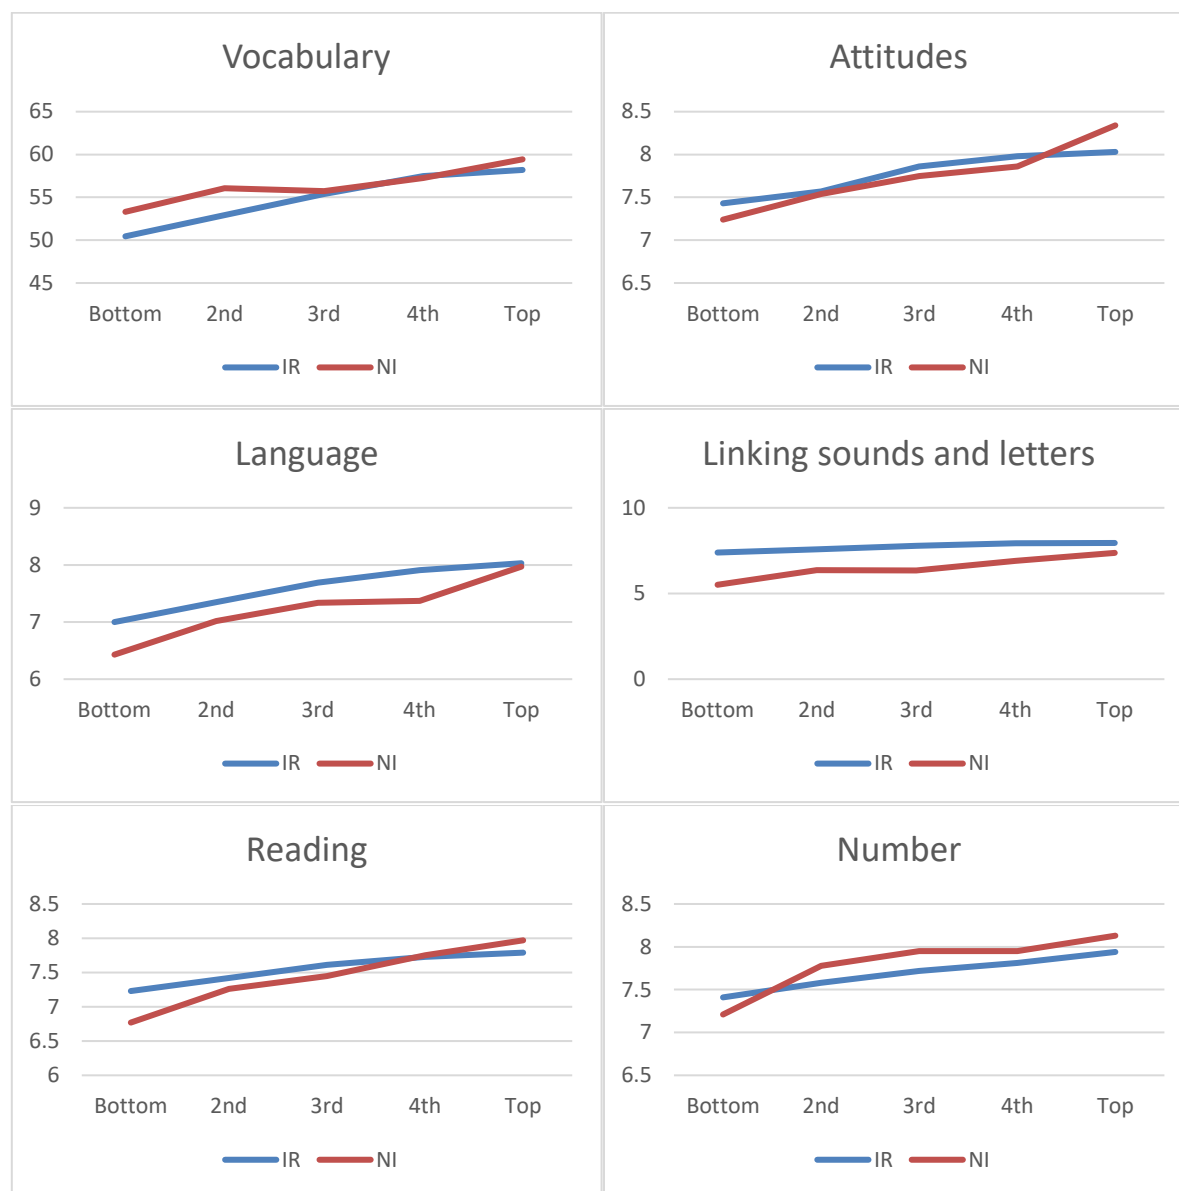 Vocabulary
65
60
55
50
45
Bottom 2nd 3rd 4th Top
IR NI
Attitudes
8.5
8
7.5
7
6.5
Bottom 2nd 3rd 4th Top
IR NI
Language
9
8
7
6
Bottom 2nd 3rd 4th Top
IR NI
Linking sounds and letters
10
5
0
Bottom 2nd 3rd 4th Top
IR NI
Reading
8.5
8
7.5
7
6.5
6
Bottom 2nd 3rd 4th Top
IR NI
Number
8.5
8
7.5
7
6.5
Bottom 2nd 3rd 4th Top
IR NI